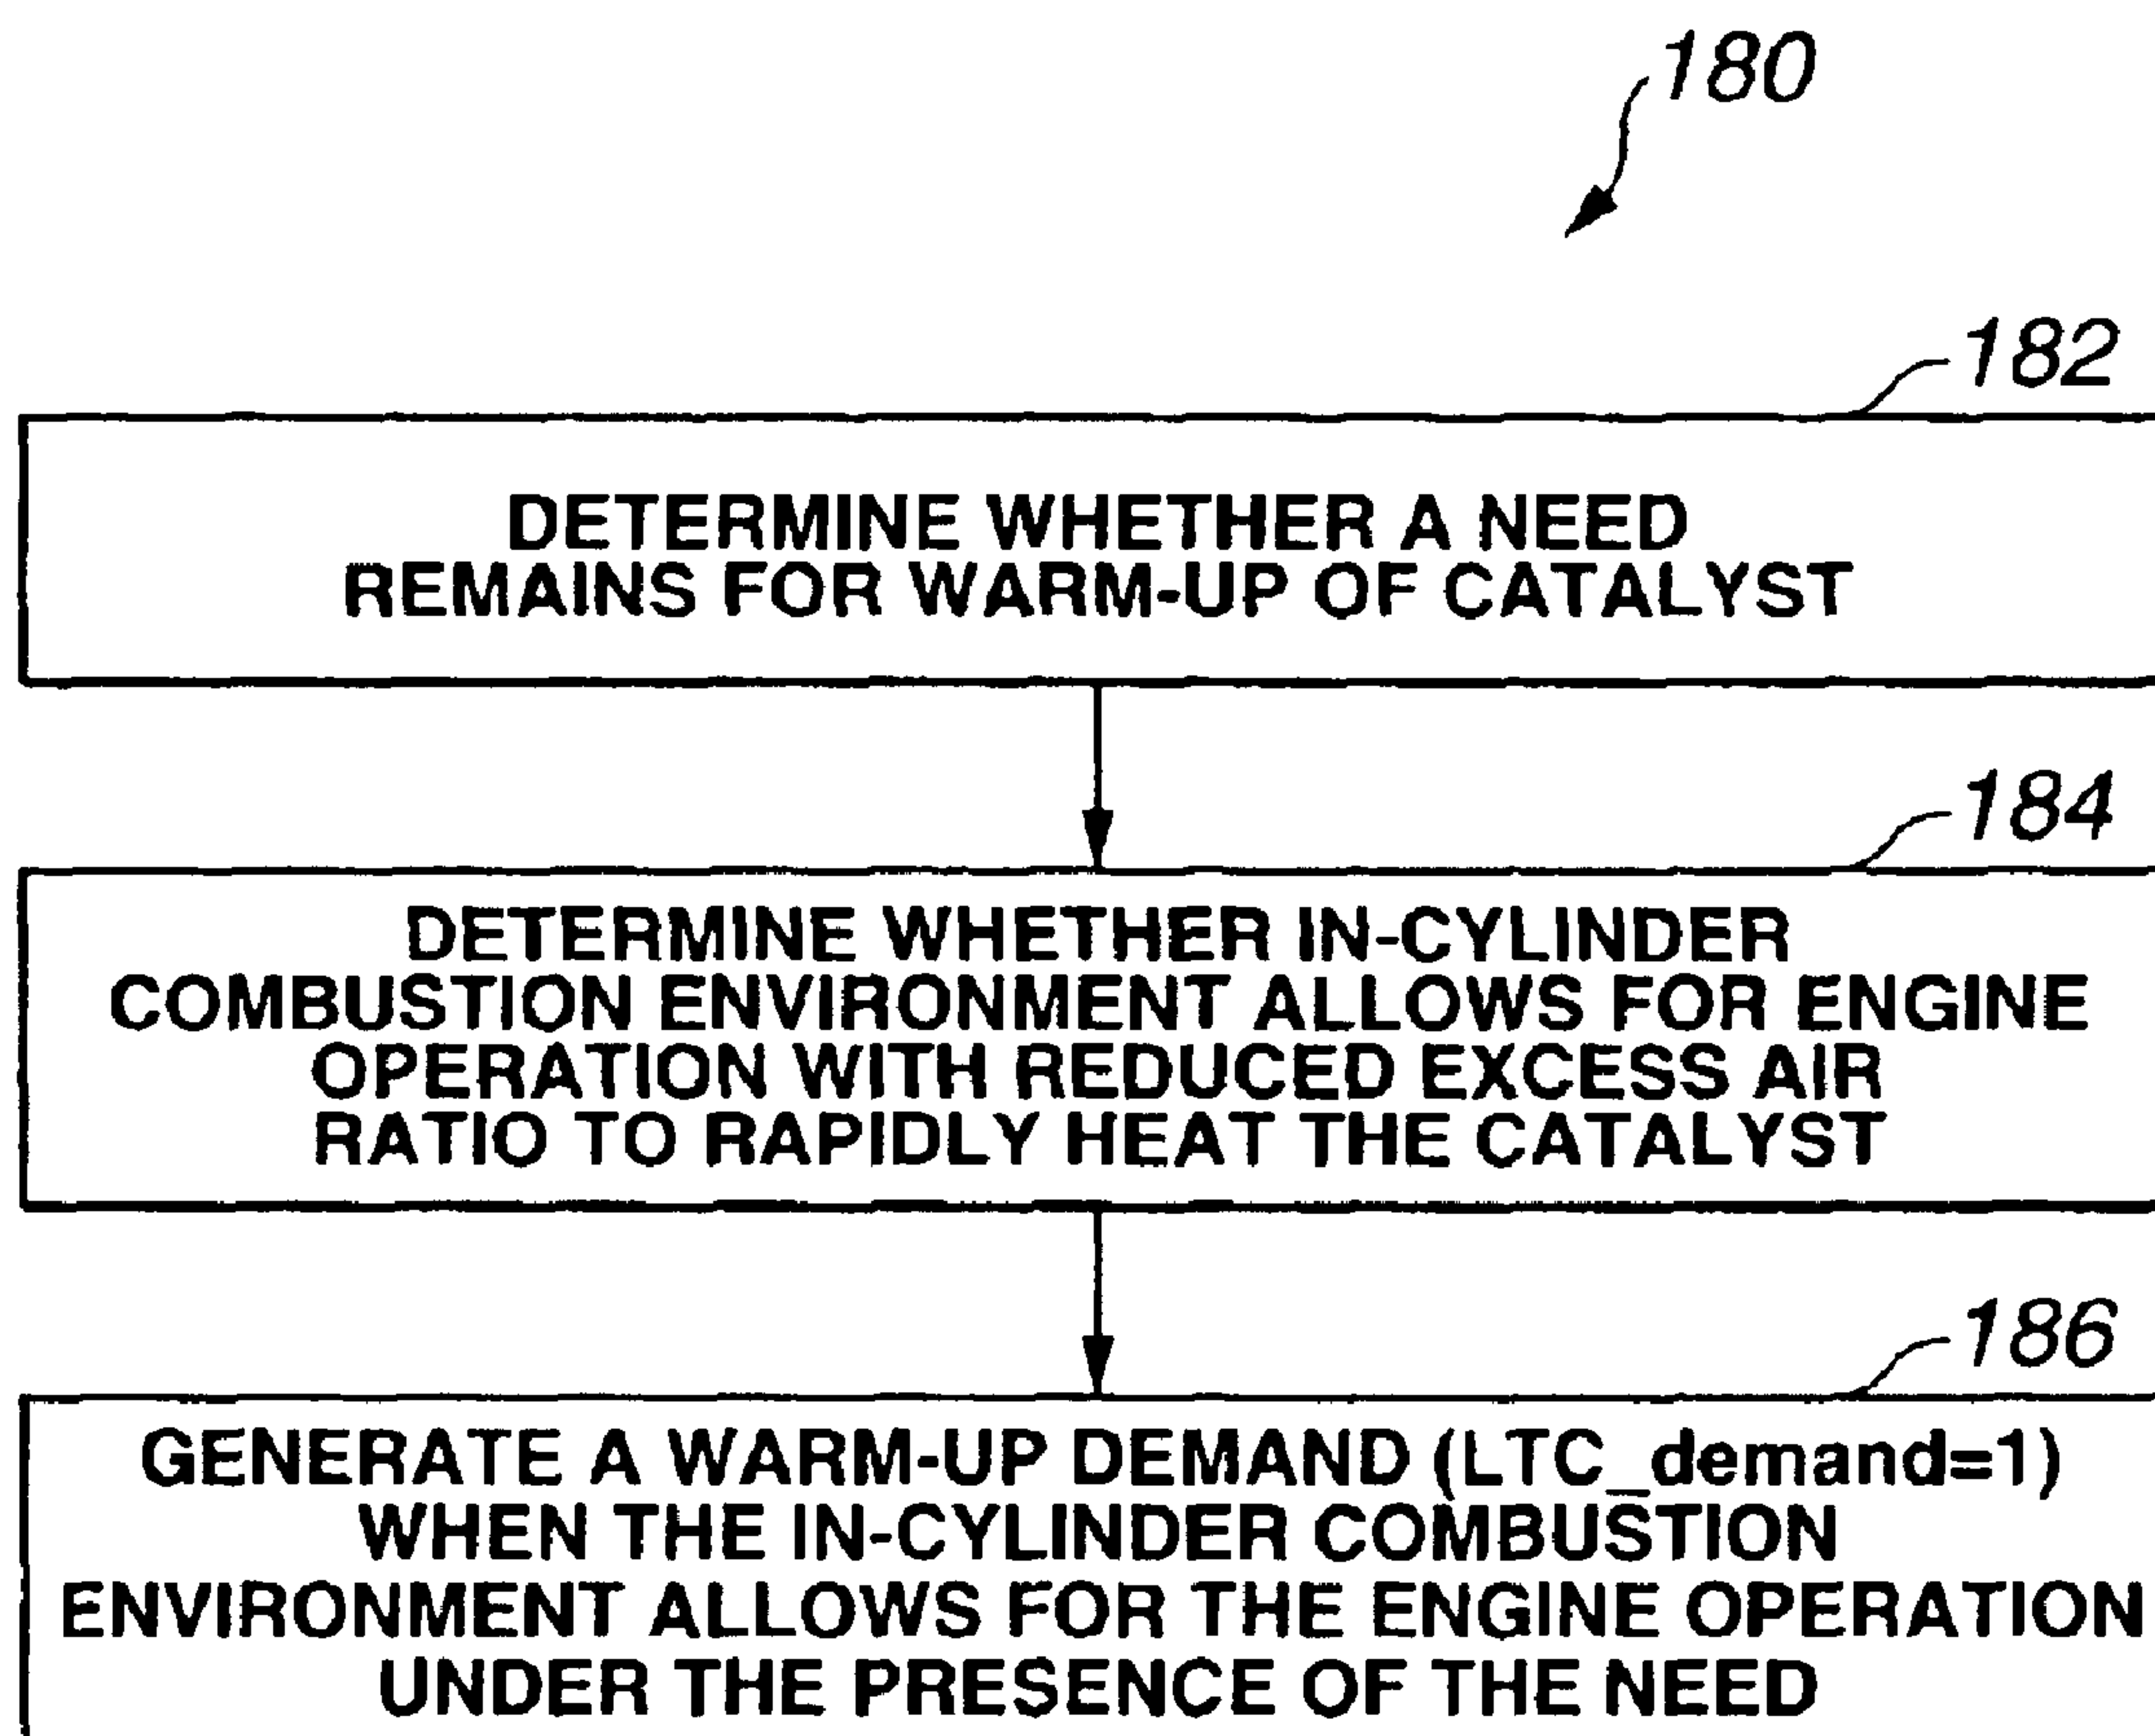 180
182
DETERMINE WHETHER A NEED
REMAINS FOR WARM-UP OF CATALYST
184
DETERMINE WHETHER IN-CYLINDER
COMBUSTION ENVIRONMENT ALLOWS FOR ENGINE
OPERATION WITH REDUCED EXCESS AIR
RATIO TO RAPIDLY HEAT THE CATALYST
186
GENERATE A WARM-UP DEMAND (LTC_demand=1)
WHEN THE IN-CYLINDER COMBUSTION
ENVIRONMENT ALLOWS FOR THE ENGINE OPERATION
UNDER THE PRESENCE OF THE NEED